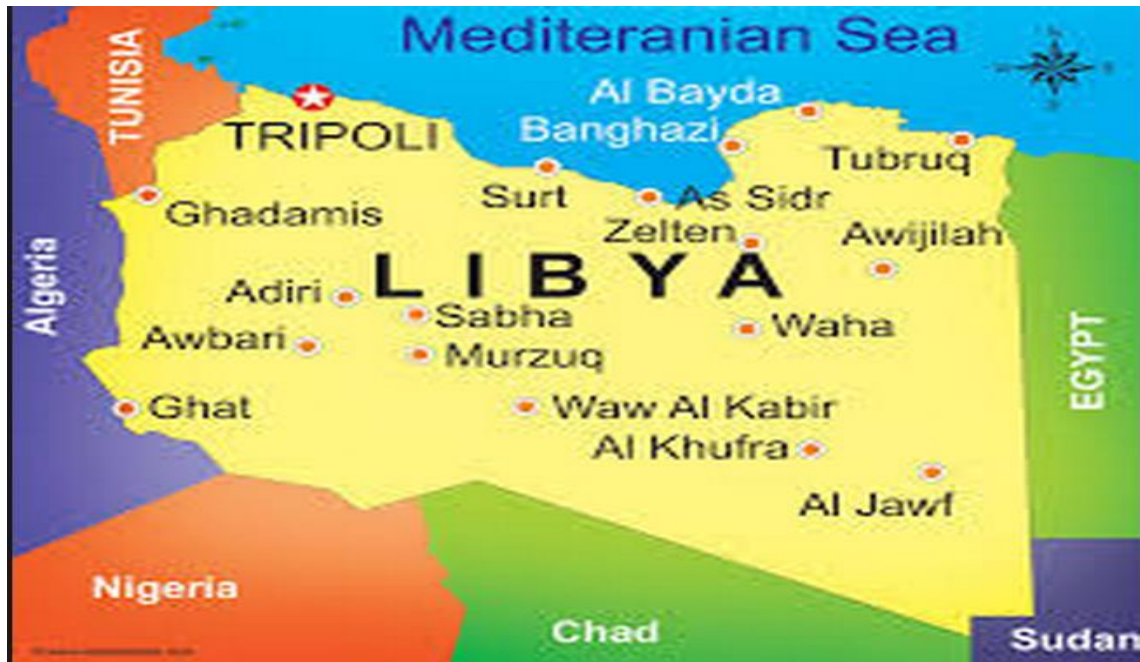 Mediteranian Sea
TUNISIA
Al Bayda
TRIPOLI
Banghazi
Tubruq
Surt
As Sidr
Ghadamis
Zelten
Awijilah
Algeria
LIBYA
Adiri
Sabha
Waha
Awbari
Murzuq
EGYPT
Ghat
Waw Al Kabir
Al Khufra
Al Jawf
Nigeria
Chad
Sudan